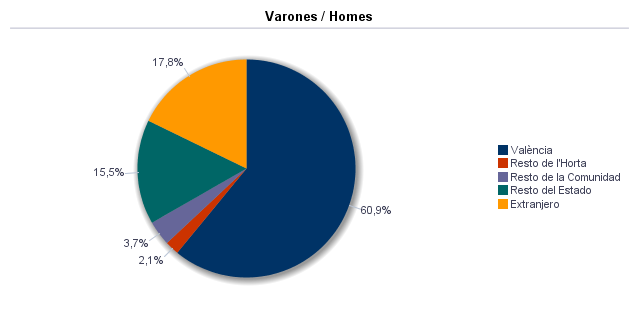 Varones / Homes
17,8%
15,5%
3,7%
2,1%
60,9%
València
Resto de l'Horta
Resto de la Comunidad
Resto del Estado
Extranjero